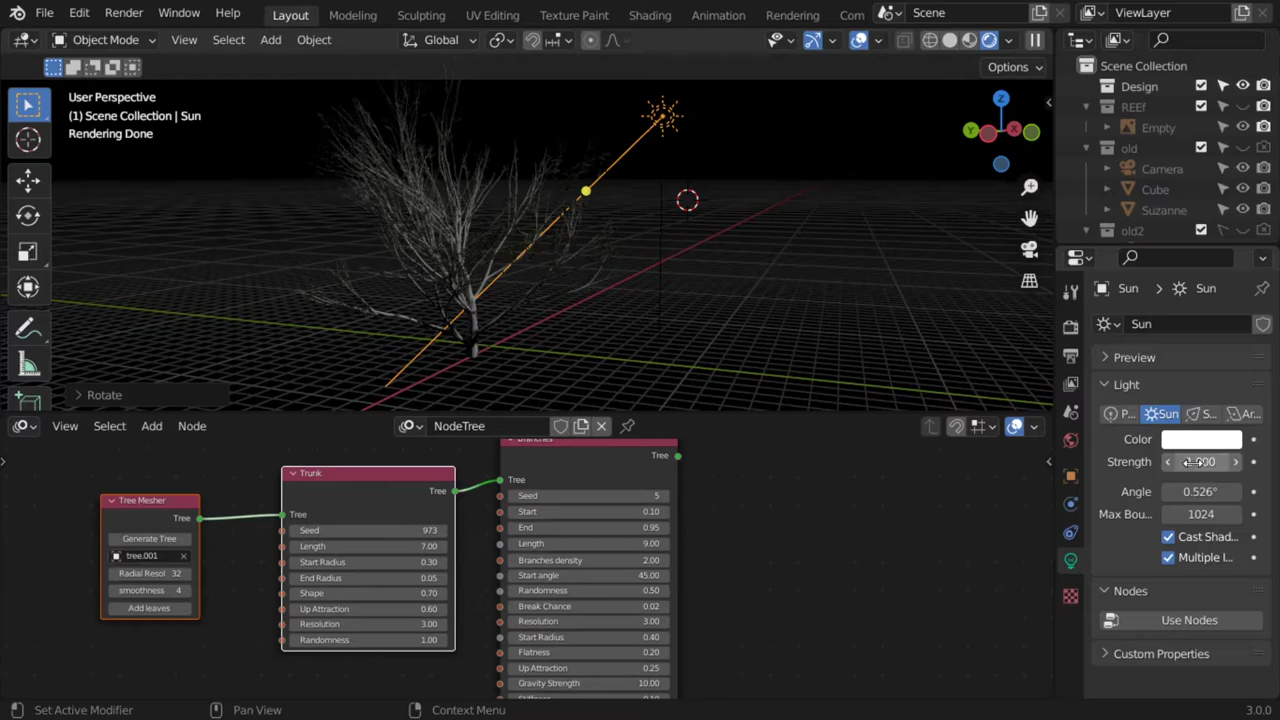 File Edit Render Window Help Layout Modeling Sculpting UV Editing Texture Paint Shading Animation Rendering Com Scene ViewLayer
Object Mode View Select Add Object Global
Options
User Perspective
(1) Scene Collection | Sun
Rendering Done
Z
Y
X
Rotate
Scene Collection
Design
REEf
Empty
old
Camera
Cube
Suzanne
old2
Sun > Sun
Sun
Preview
Light
P... Sun S... Ar...
Color
Strength
Angle 0.526°
Max Bou... 1024
Cast Shad...
Multiple I...
Nodes
Use Nodes
Custom Properties
View Select Add Node NodeTree
Tree Mesher
Tree
Generate Tree
tree.001
Radial Resol 32
smoothness 4
Add leaves
Trunk
Tree
Tree
Seed 973
Length 7.00
Start Radius 0.30
End Radius 0.05
Shape 0.70
Up Attraction 0.60
Resolution 3.00
Randomness 1.00
Branches
Tree
Tree
Seed 5
Start 0.10
End 0.95
Length 9.00
Branches density 2.00
Start angle 45.00
Randomness 0.50
Break Chance 0.02
Resolution 3.00
Start Radius 0.40
Flatness 0.20
Up Attraction 0.25
Gravity Strength 10.00
Set Active Modifier Pan View Context Menu 3.0.0